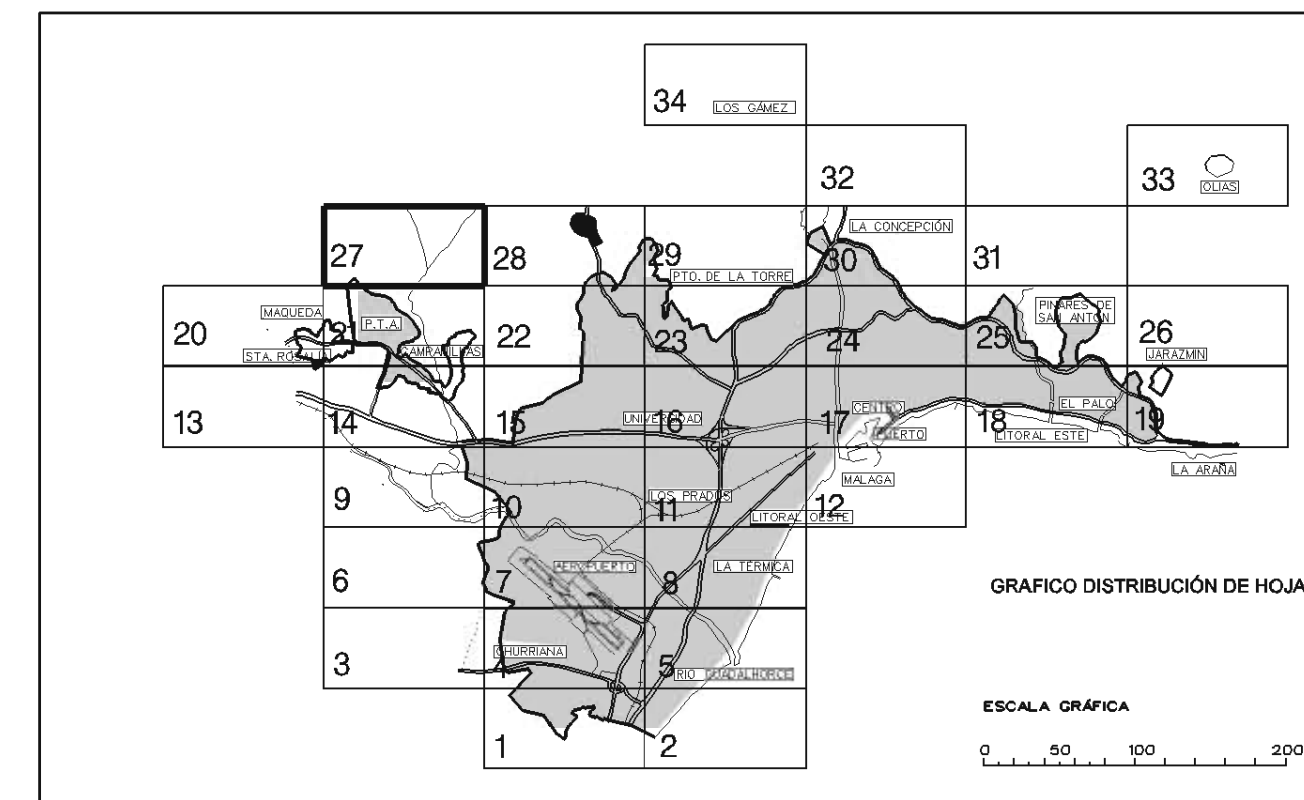 34 LOS GÁMEZ
32
33 OLIAS
LA CONCEPCIÓN
27
28
29
30
31
PTO. DE LA TORRE
MAQUEDA
P.T.A.
PINARES DE
SAN ANTON
20
STA. ROSALIA
CAMPANILLAS
22
23
24
25
26
JARAZMIN
13
14
15
UNIVERSIDAD
16
17
CENTRO
PUERTO
18
EL PALO
LITORAL ESTE
19
LA ARAÑA
MALAGA
9
10
LOS PRADOS
11
LITORAL OESTE
12
6
7
AEROPUERTO
8
LA TERMICA
GRAFICO DISTRIBUCIÓN DE HOJA
3
CHURRIANA
5
RIO GUADALHORCE
1
2
ESCALA GRÁFICA
0 50 100 200